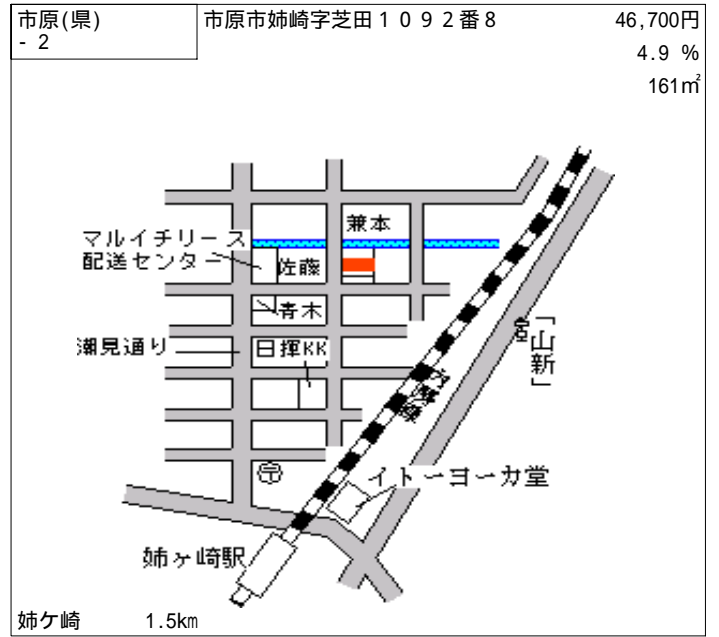 市原(県)
- 2
市原市姉崎字芝田１０９２番８
46,700円
4.9 %
161㎡
兼本
マルイチリース
配送センター
佐藤
青木
潮見通り
日揮KK
「山新」
内房線
〒
イトーヨーカ堂
姉ヶ崎駅
姉ケ崎 1.5km